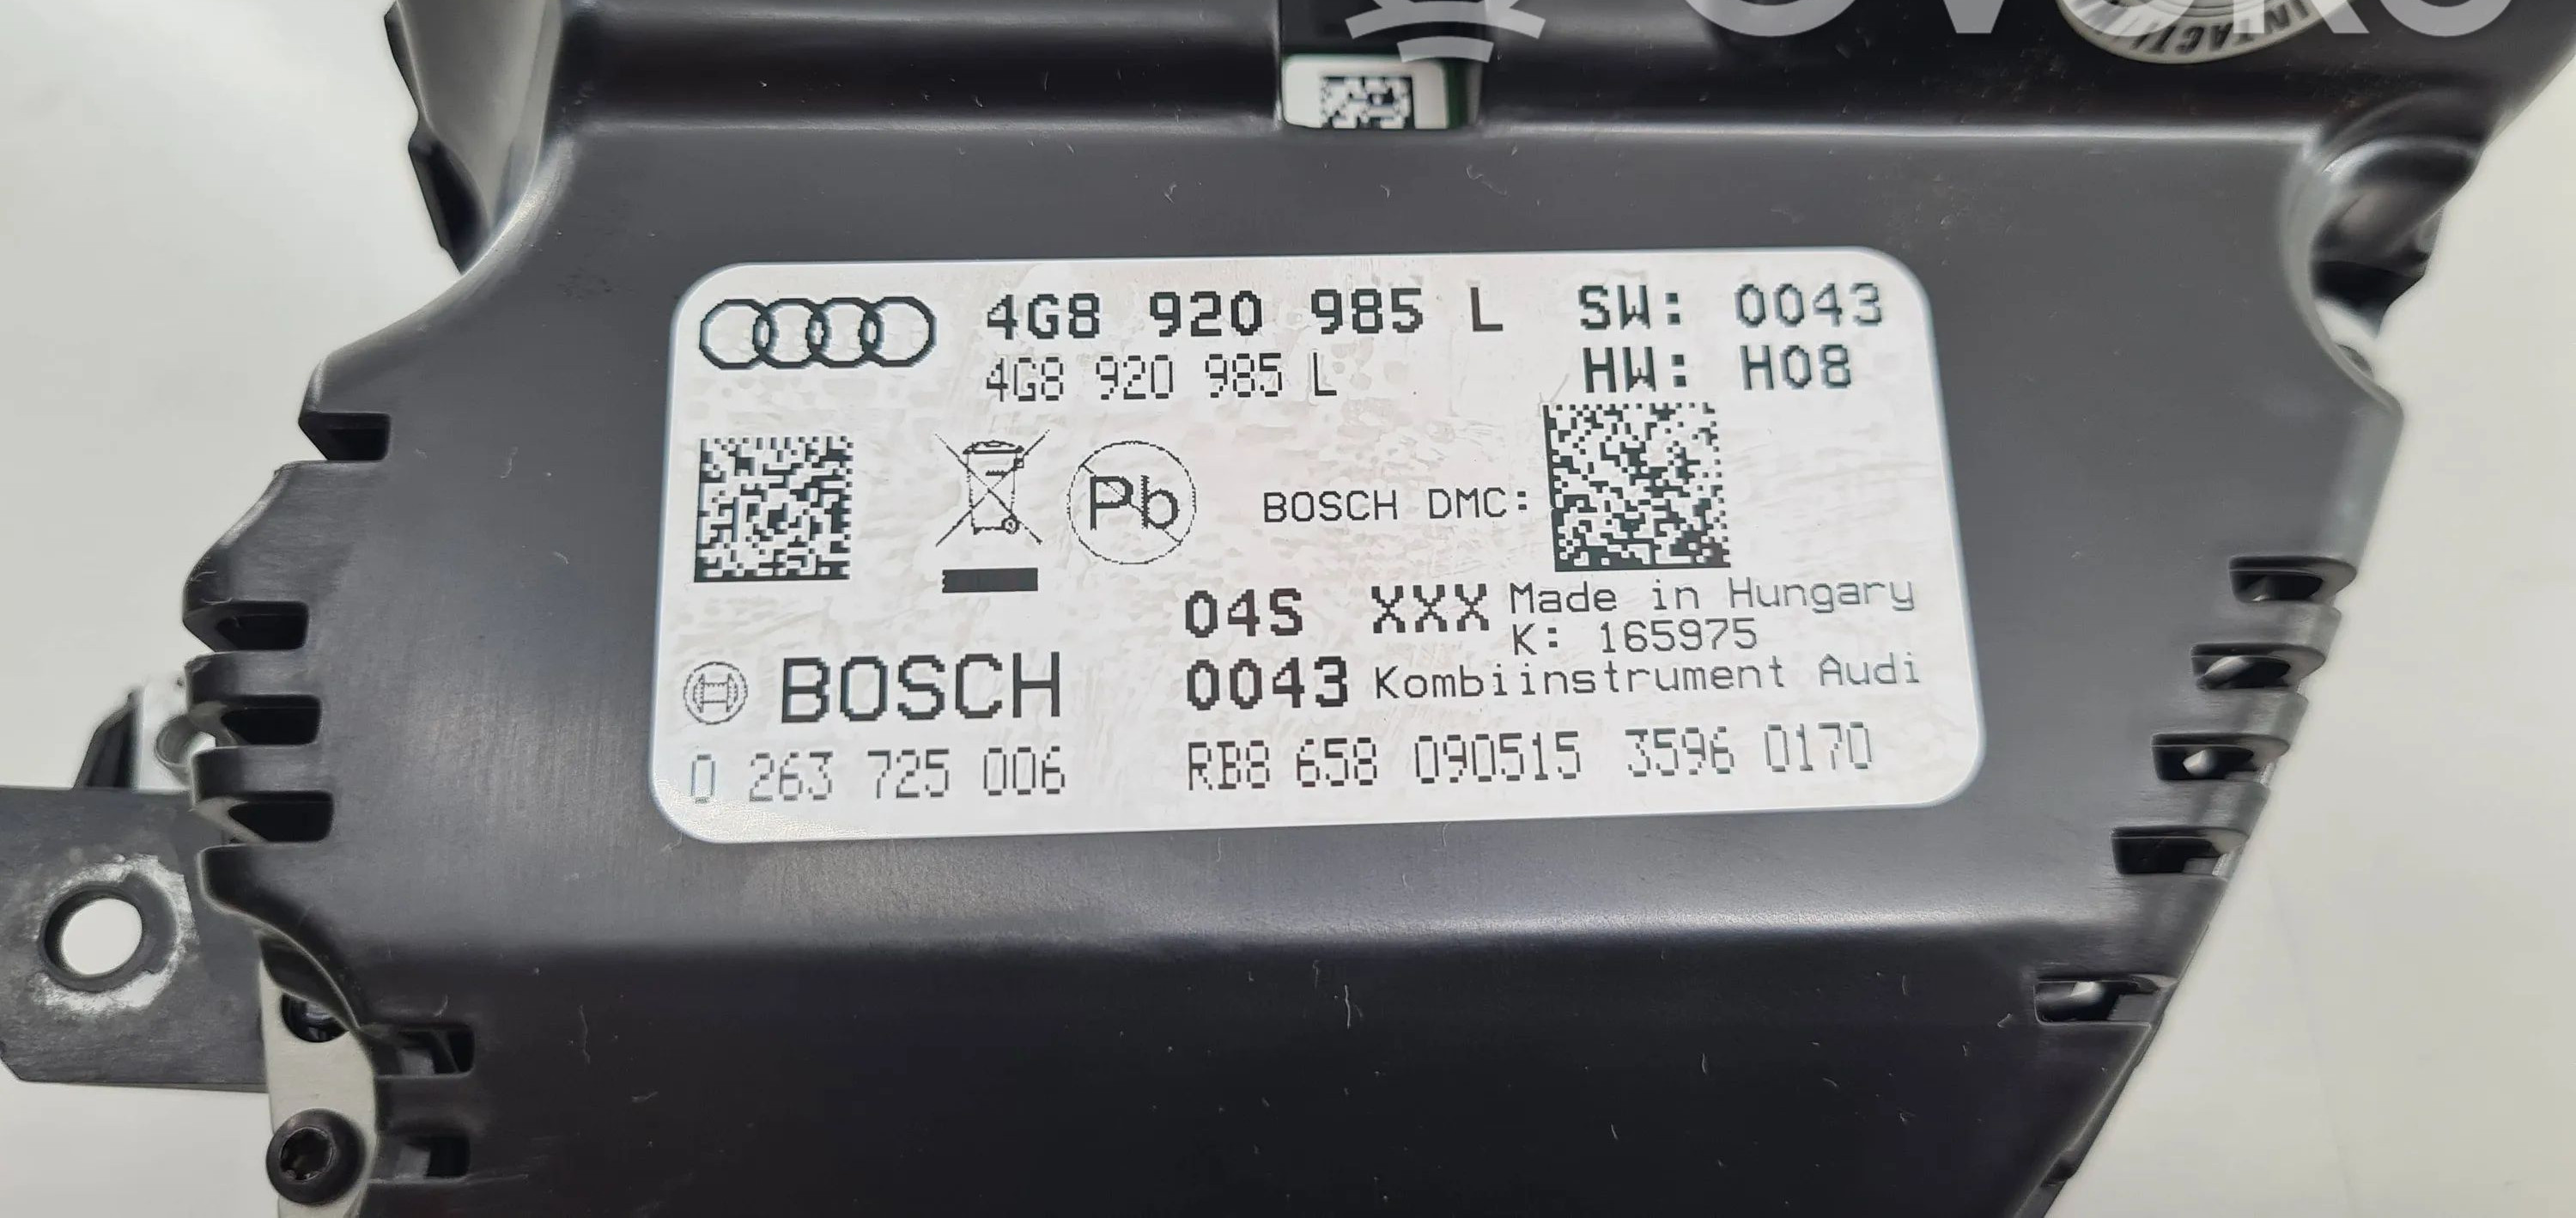 4G8 920 985 L SW: 0043
4G8 920 985 L HW: H08
Pb BOSCH DMC:
04S XXX Made in Hungary
K: 165975
BOSCH 0043 Kombiinstrument Audi
0 263 725 006 RB8 658 090515 3596 0170